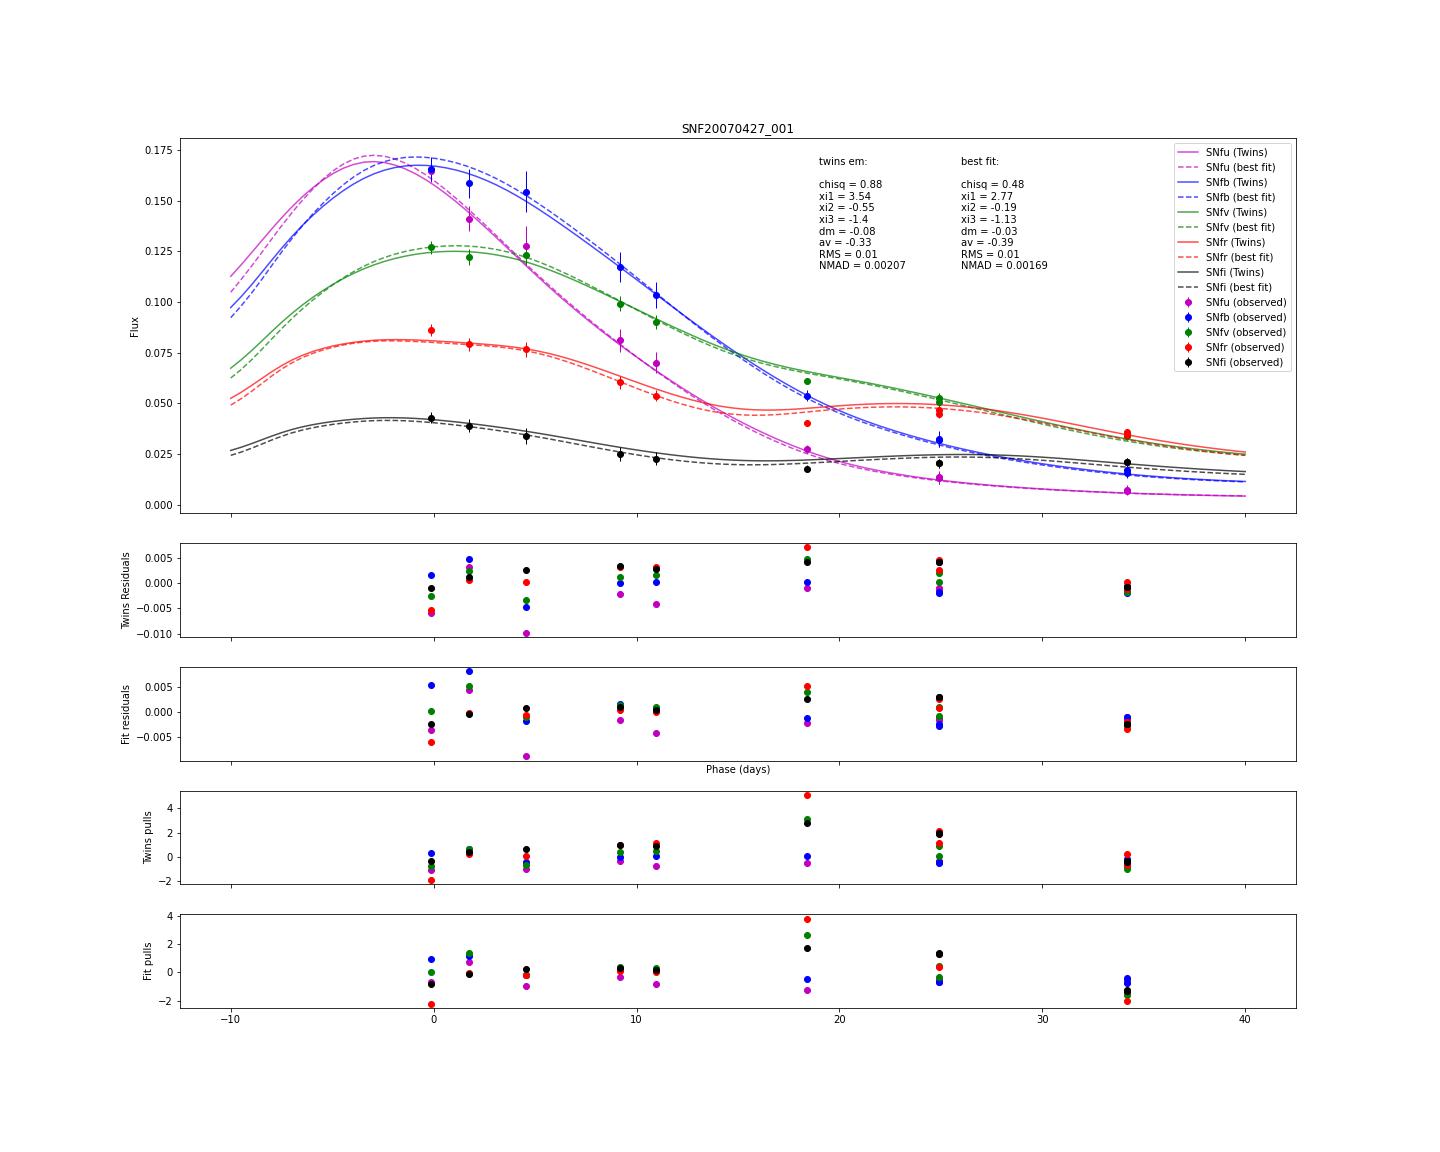 SNF20070427_001
Flux
0.175
0.150
0.125
0.100
0.075
0.050
0.025
0.000
twins em:
chisq = 0.88
xi1 = 3.54
xi2 = -0.55
xi3 = -1.4
dm = -0.08
av = -0.33
RMS = 0.01
NMAD = 0.00207
best fit:
chisq = 0.48
xi1 = 2.77
xi2 = -0.19
xi3 = -1.13
dm = -0.03
av = -0.39
RMS = 0.01
NMAD = 0.00169
SNfu (Twins)
SNfu (best fit)
SNfb (Twins)
SNfb (best fit)
SNfv (Twins)
SNfv (best fit)
SNfr (Twins)
SNfr (best fit)
SNfi (Twins)
SNfi (best fit)
SNfu (observed)
SNfb (observed)
SNfv (observed)
SNfr (observed)
SNfi (observed)
Twins Residuals
0.005
0.000
−0.005
−0.010
Fit residuals
0.005
0.000
−0.005
Phase (days)
Twins pulls
4
2
0
−2
Fit pulls
4
2
0
−2
−10
0
10
20
30
40